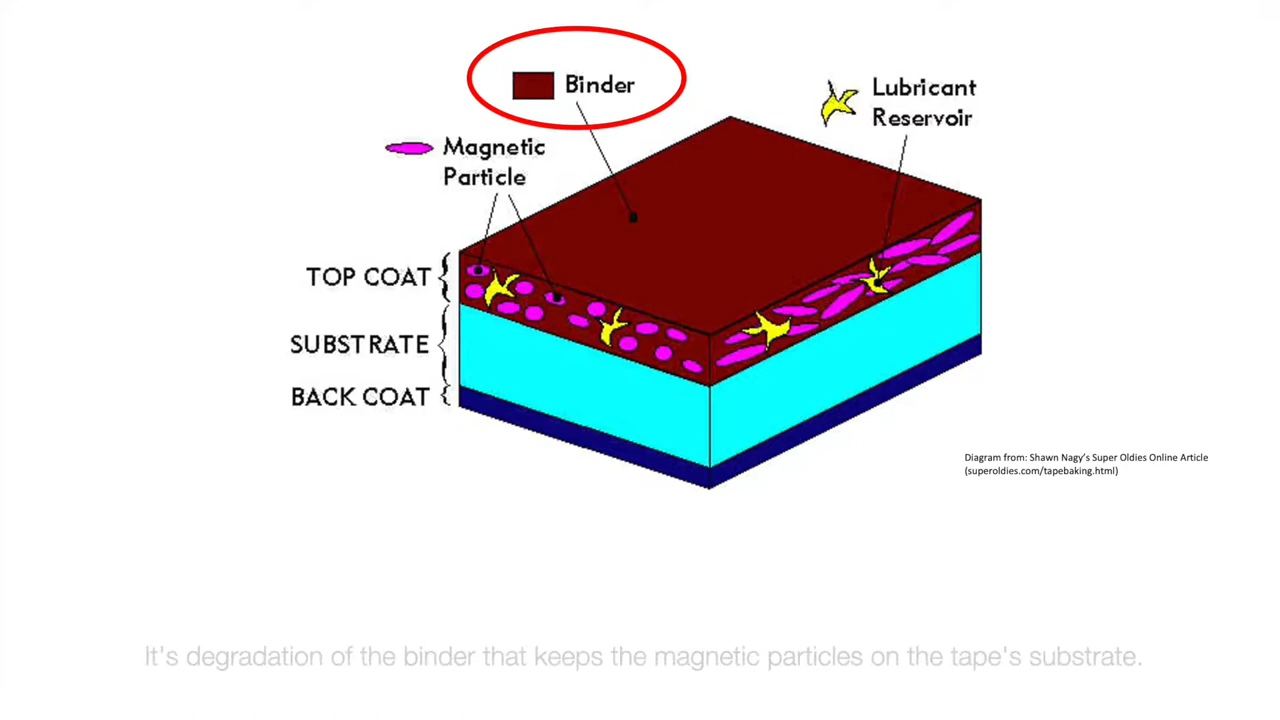 Binder
Lubricant
Reservoir
Magnetic
Particle
TOP COAT
SUBSTRATE
BACK COAT
Diagram from: Shawn Nagy's Super Oldies Online Article
(superoldies.com/tapebaking.html)
It's degradation of the binder that keeps the magnetic particles on the tape's substrate.